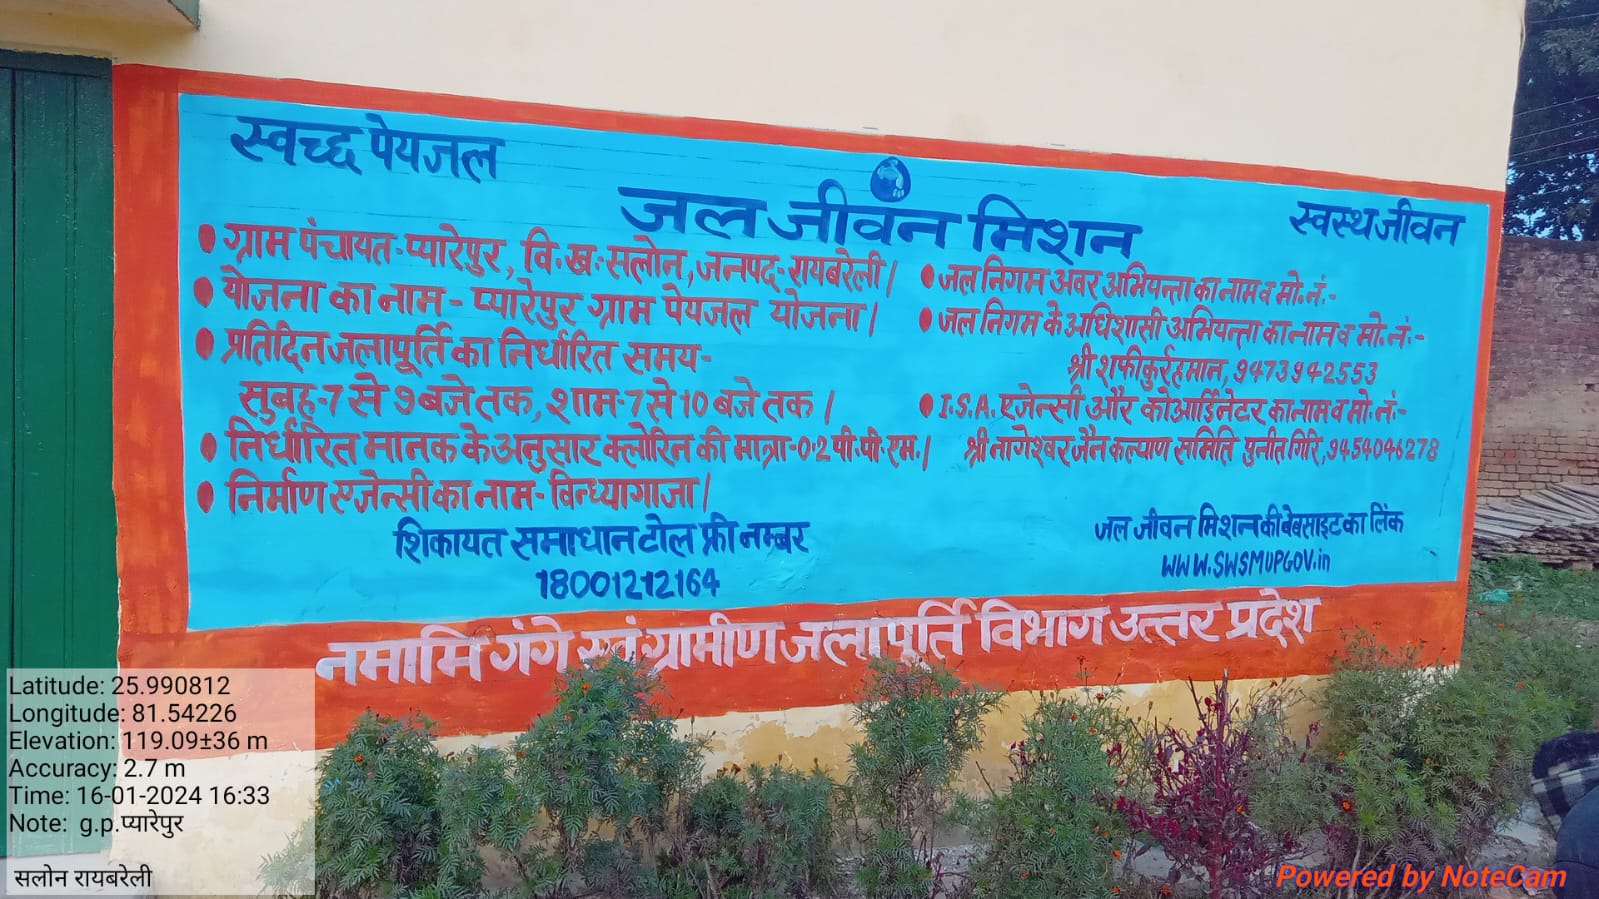 स्वच्छ पेयजल
जल जीवन मिशन
स्वस्थ जीवन
ग्राम पंचायत-प्यारेपुर, वि.ख.-सलोन, जनपद-रायबरेली।
योजना का नाम - प्यारेपुर ग्राम पेयजल योजना।
प्रतिदिन जलापूर्ति का निर्धारित समय-
सुबह-7 से 9 बजे तक, शाम-7 से 10 बजे तक।
निर्धारित मानक के अनुसार क्लोरिन की मात्रा-0.2 पी.पी.एम.।
निर्माण एजेन्सी का नाम- विन्ध्यागाजा।
शिकायत समाधान टोल फ्री नम्बर
18001212164
जल निगम अवर अभियन्ता का नाम व मो.नं.-
जल निगम के अधिशासी अभियन्ता का नाम व मो.नं.-
श्री शफीकुर्रहमान, 9473942553
I.S.A. एजेन्सी और कोआर्डिनेटर का नाम व मो.नं.-
श्री नागेश्वर जैन कल्याण समिति पुनीत गिरि, 9454046278
जल जीवन मिशन की बेबसाइट का लिंक
WWW.SWSMUPGOV.in
नमामि गंगे एवं ग्रामीण जलापूर्ति विभाग उत्तर प्रदेश
Latitude: 25.990812
Longitude: 81.54226
Elevation: 119.09±36 m
Accuracy: 2.7 m
Time: 16-01-2024 16:33
Note: g.p.प्यारेपुर
सलोन रायबरेली
Powered by NoteCam